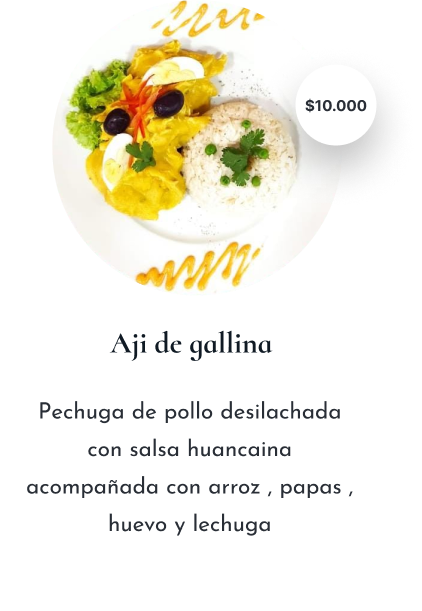 $10.000
Aji de gallina
Pechuga de pollo desilachada
con salsa huancaina
acompañada con arroz , papas ,
huevo y lechuga